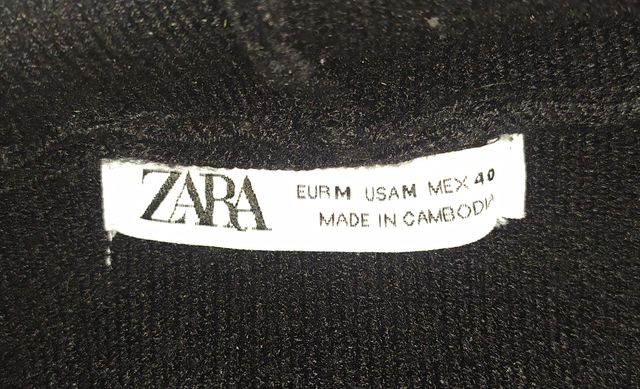 ZARA
EUR M USA M MEX 40
MADE IN CAMBODIA